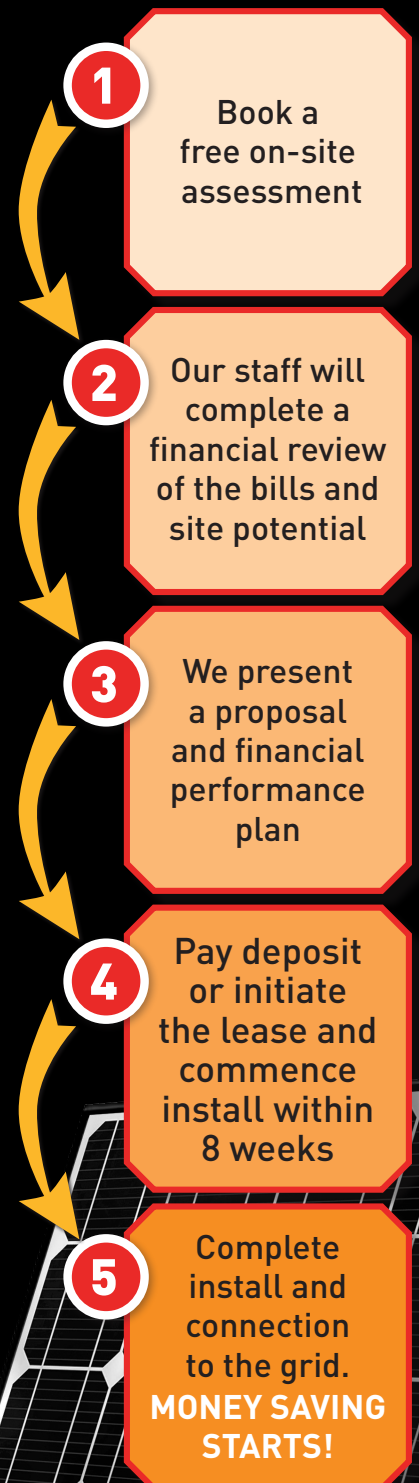 1
Book a
free on-site
assessment
2
Our staff will
complete a
financial review
of the bills and
site potential
3
We present
a proposal
and financial
performance
plan
4
Pay deposit
or initiate
the lease and
commence
install within
8 weeks
5
Complete
install and
connection
to the grid.
MONEY SAVING
STARTS!